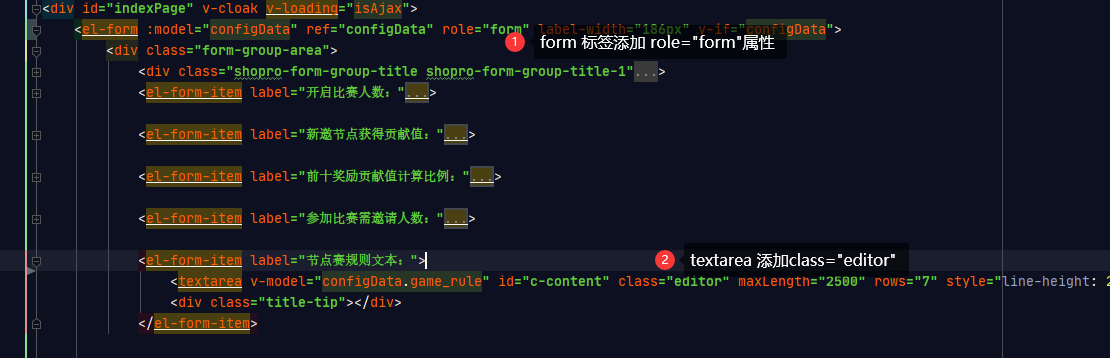 <div id="indexPage" v-cloak v-loading="isAjax">
<el-form :model="configData" ref="configData" role="form" label-width="186px" v-if="configData">
1 form 标签添加 role="form"属性
<div class="form-group-area">
<div class="shopro-form-group-title shopro-form-group-title-1"...>
<el-form-item label="开启比赛人数："...>
<el-form-item label="新邀节点获得贡献值："...>
<el-form-item label="前十奖励贡献值计算比例："...>
<el-form-item label="参加比赛需邀请人数："...>
<el-form-item label="节点赛规则文本：">
2 textarea 添加class="editor"
<textarea v-model="configData.game_rule" id="c-content" class="editor" maxLength="2500" rows="7" style="line-height: 2
<div class="title-tip"></div>
</el-form-item>